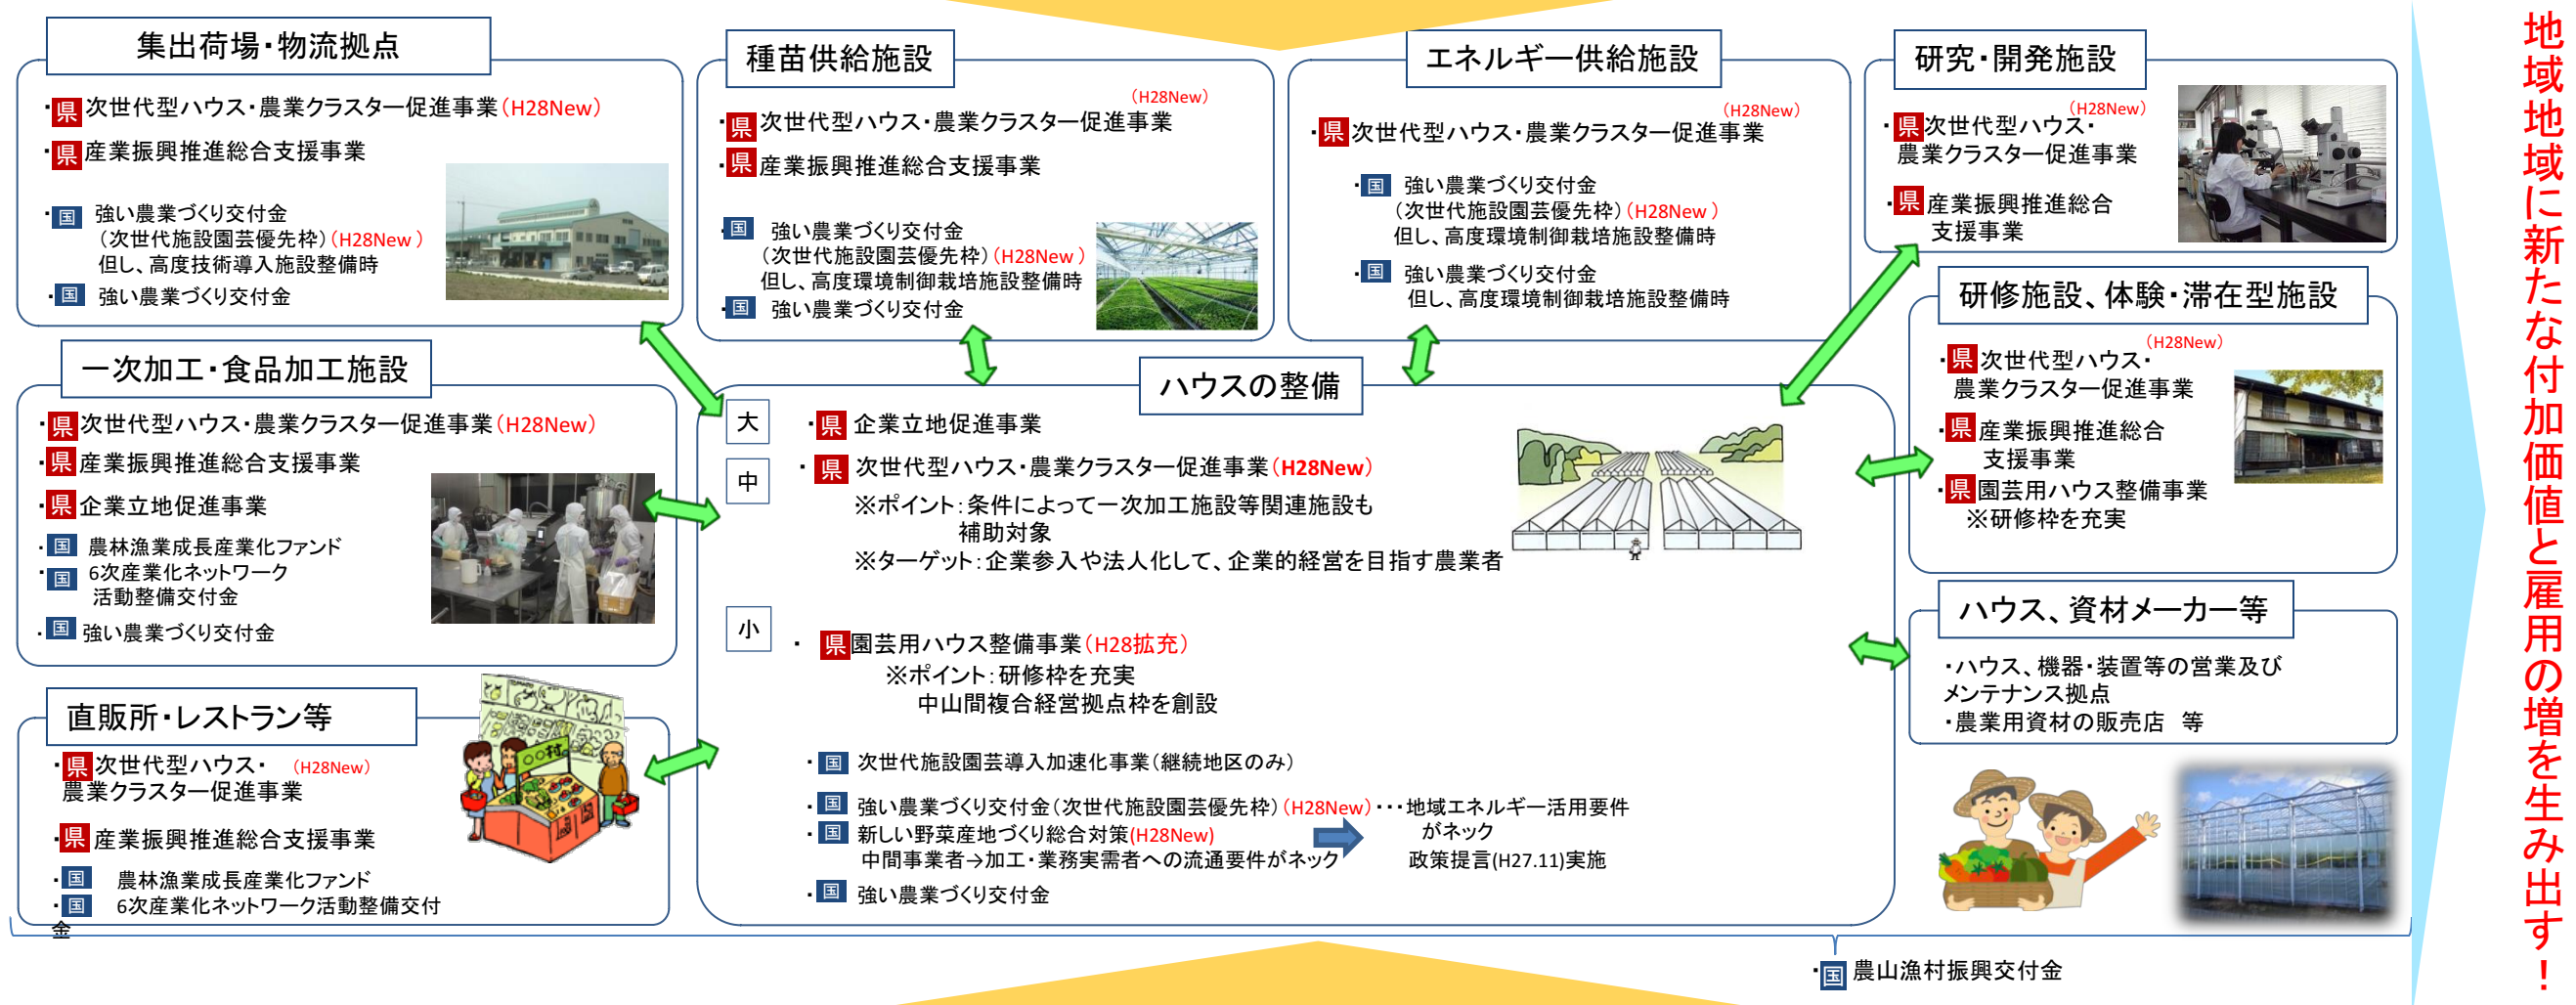 集出荷場・物流拠点
・県 次世代型ハウス・農業クラスター促進事業（H28New）
・県 産業振興推進総合支援事業
・国 強い農業づくり交付金
（次世代施設園芸優先枠）（H28New ）
但し、高度技術導入施設整備時
・国 強い農業づくり交付金
種苗供給施設
（H28New）
・県 次世代型ハウス・農業クラスター促進事業
・県 産業振興推進総合支援事業
・国 強い農業づくり交付金
（次世代施設園芸優先枠）（H28New ）
但し、高度環境制御栽培施設整備時
・国 強い農業づくり交付金
エネルギー供給施設
（H28New）
・県 次世代型ハウス・農業クラスター促進事業
・国 強い農業づくり交付金
（次世代施設園芸優先枠）（H28New ）
但し、高度環境制御栽培施設整備時
・国 強い農業づくり交付金
但し、高度環境制御栽培施設整備時
研究・開発施設
（H28New）
・県 次世代型ハウス・
農業クラスター促進事業
・県 産業振興推進総合
支援事業
研修施設、体験・滞在型施設
（H28New）
・県 次世代型ハウス・
農業クラスター促進事業
・県 産業振興推進総合
支援事業
・県 園芸用ハウス整備事業
※研修枠を充実
一次加工・食品加工施設
・県 次世代型ハウス・農業クラスター促進事業（H28New）
・県 産業振興推進総合支援事業
・県 企業立地促進事業
・国 農林漁業成長産業化ファンド
・国 6次産業化ネットワーク
活動整備交付金
・国 強い農業づくり交付金
ハウスの整備
大
・県 企業立地促進事業
中
・県 次世代型ハウス・農業クラスター促進事業（H28New）
※ポイント：条件によって一次加工施設等関連施設も
補助対象
※ターゲット：企業参入や法人化して、企業的経営を目指す農業者
小
・県 園芸用ハウス整備事業（H28拡充）
※ポイント：研修枠を充実
中山間複合経営拠点枠を創設
・国 次世代施設園芸導入加速化事業（継続地区のみ）
・国 強い農業づくり交付金（次世代施設園芸優先枠）（H28New）・・・地域エネルギー活用要件
がネック
・国 新しい野菜産地づくり総合対策(H28New)
中間事業者→加工・業務実需者への流通要件がネック
政策提言(H27.11)実施
・国 強い農業づくり交付金
ハウス、資材メーカー等
・ハウス、機器・装置等の営業及び
メンテナンス拠点
・農業用資材の販売店　等
直販所・レストラン等
・県 次世代型ハウス・（H28New）
農業クラスター促進事業
・県 産業振興推進総合支援事業
・国 農林漁業成長産業化ファンド
・国 6次産業化ネットワーク活動整備交付
金
○○村
・国 農山漁村振興交付金
地域地域に新たな付加価値と雇用の増を生み出す！